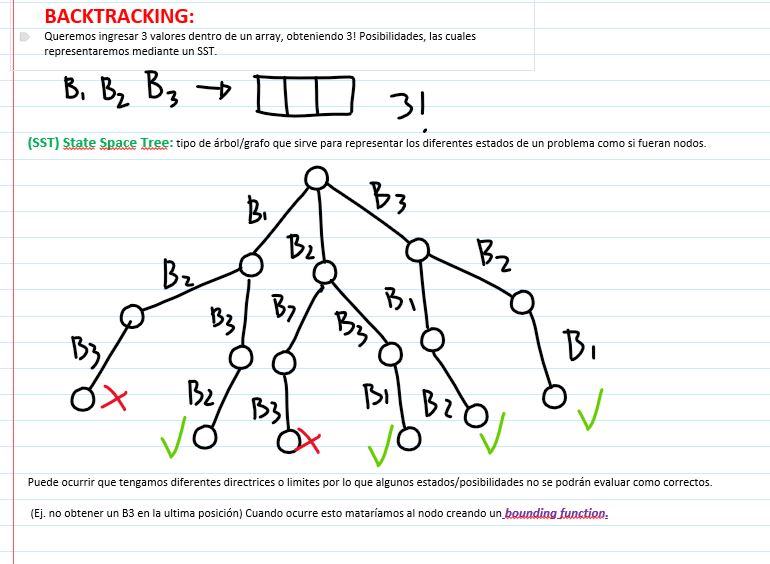 BACKTRACKING:
Queremos ingresar 3 valores dentro de un array, obteniendo 3! Posibilidades, las cuales
representaremos mediante un SST.
B1 B2 B3 → 3!
(SST) State Space Tree: tipo de árbol/grafo que sirve para representar los diferentes estados de un problema como si fueran nodos.
B1 B2 B3
B2 B3 B1 B3 B1 B2
B3 B2 B3 B1 B2 B1
Puede ocurrir que tengamos diferentes directrices o limites por lo que algunos estados/posibilidades no se podrán evaluar como correctos.
(Ej. no obtener un B3 en la ultima posición) Cuando ocurre esto mataríamos al nodo creando un bounding function.